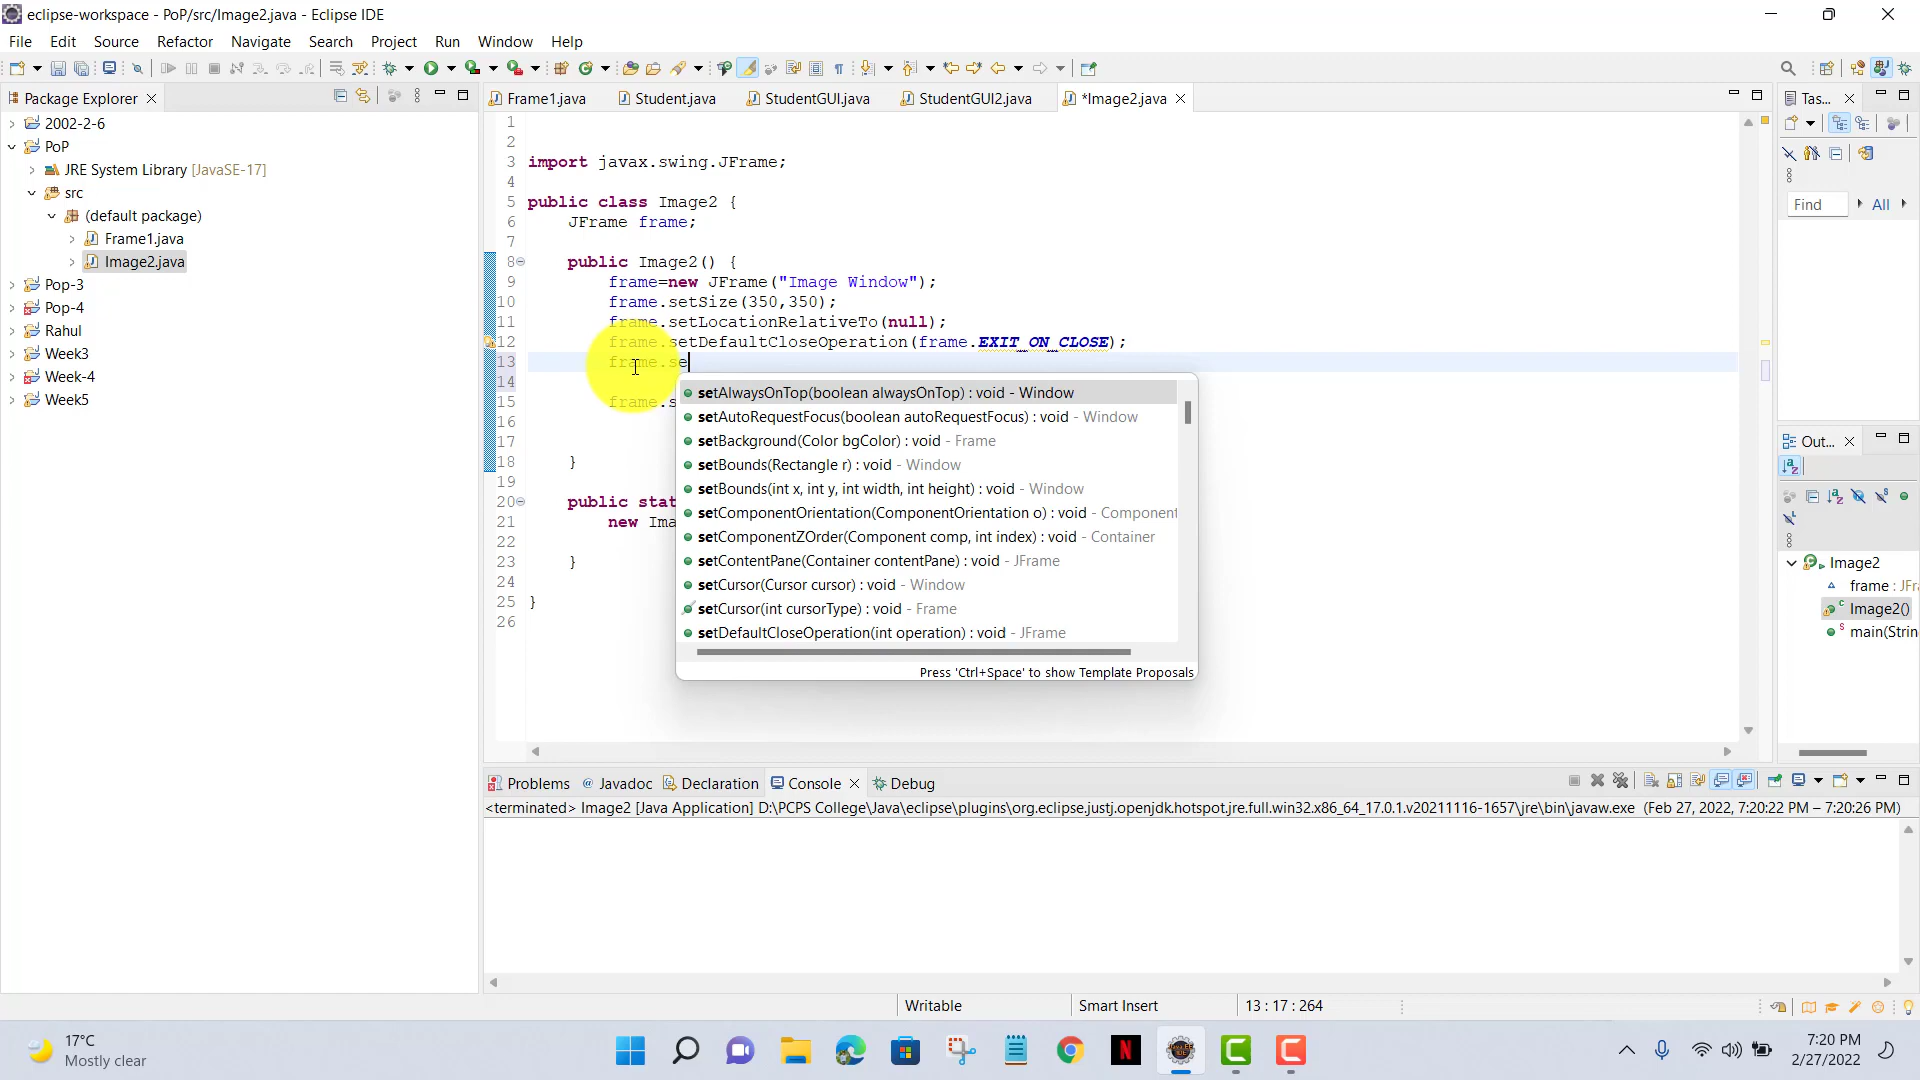 eclipse-workspace - PoP/src/Image2.java - Eclipse IDE
File Edit Source Refactor Navigate Search Project Run Window Help
Package Explorer
2002-2-6
PoP
JRE System Library [JavaSE-17]
src
(default package)
Frame1.java
Image2.java
Pop-3
Pop-4
Rahul
Week3
Week-4
Week5
Frame1.java Student.java StudentGUI.java StudentGUI2.java *Image2.java
1
2
3 import javax.swing.JFrame;
4
5 public class Image2 {
6 JFrame frame;
7
8 public Image2() {
9 frame=new JFrame("Image Window");
10 frame.setSize(350,350);
11 frame.setLocationRelativeTo(null);
12 frame.setDefaultCloseOperation(frame.EXIT_ON_CLOSE);
13 frame.se
14
15 frame.s
16
17
18 }
19
20 public stat
21 new Ima
22
23 }
24
25 }
26
setAlwaysOnTop(boolean alwaysOnTop) : void - Window
setAutoRequestFocus(boolean autoRequestFocus) : void - Window
setBackground(Color bgColor) : void - Frame
setBounds(Rectangle r) : void - Window
setBounds(int x, int y, int width, int height) : void - Window
setComponentOrientation(ComponentOrientation o) : void - Component
setComponentZOrder(Component comp, int index) : void - Container
setContentPane(Container contentPane) : void - JFrame
setCursor(Cursor cursor) : void - Window
setCursor(int cursorType) : void - Frame
setDefaultCloseOperation(int operation) : void - JFrame
Press 'Ctrl+Space' to show Template Proposals
Tas...
Find All
Out...
Image2
frame : JFr
Image2()
main(Strin
Problems @ Javadoc Declaration Console Debug
<terminated> Image2 [Java Application] D:\PCPS College\Java\eclipse\plugins\org.eclipse.justj.openjdk.hotspot.jre.full.win32.x86_64_17.0.1.v20211116-1657\jre\bin\javaw.exe (Feb 27, 2022, 7:20:22 PM – 7:20:26 PM)
Writable Smart Insert 13 : 17 : 264
17°C
Mostly clear
7:20 PM
2/27/2022